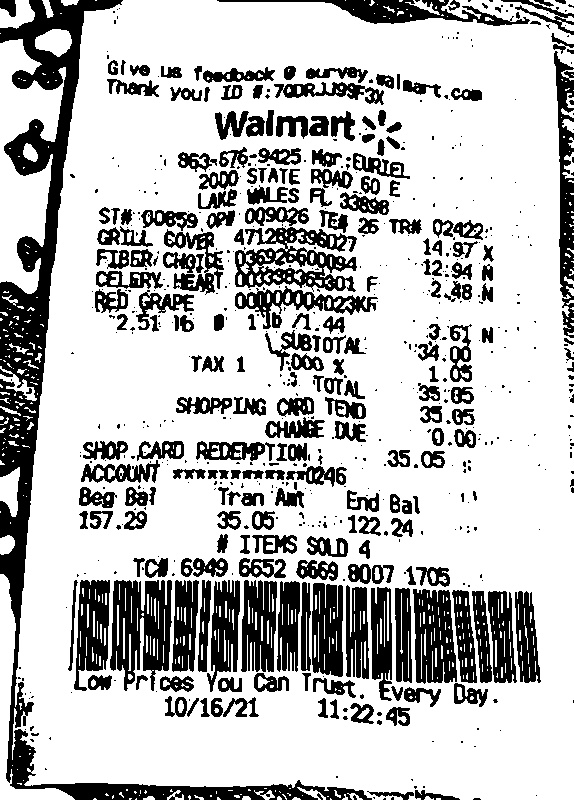 Give us feedback @ survey.walmart.com
Thank you! ID #:7QDRJJ99F3X
Walmart
863-676-9425 Mgr:EURIEL
2000 STATE ROAD 60 E
LAKE WALES FL 33898
ST# 00859 OP# 009026 TE# 26 TR# 02422
GRILL COVER 471288396027 14.97 X
FIBER/CHOICE 036926600094 12.94 N
CELERY HEART 003338365301 F 2.48 N
RED GRAPE 000000004023KF
2.51 lb @ 1 lb /1.44 3.61 N
SUBTOTAL 34.00
TAX 1 7.000 % 1.05
TOTAL 35.05
SHOPPING CARD TEND 35.05
CHANGE DUE 0.00
SHOP CARD REDEMPTION 35.05
ACCOUNT ************0246
Beg Bal Tran Amt End Bal
157.29 35.05 122.24
# ITEMS SOLD 4
TC# 6949 6652 6669 8007 1705
Low Prices You Can Trust. Every Day.
10/16/21 11:22:45